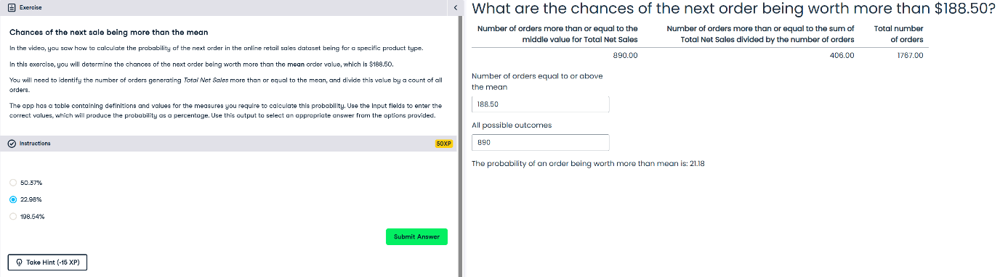 Exercise
Chances of the next sale being more than the mean
In the video, you saw how to calculate the probability of the next order in the online retail sales dataset being for a specific product type.
In this exercise, you will determine the chances of the next order being worth more than the mean order value, which is $188.50.
You will need to identify the number of orders generating Total Net Sales more than or equal to the mean, and divide this value by a count of all
orders.
The app has a table containing definitions and values for the measures you require to calculate this probability. Use the input fields to enter the
correct values, which will produce the probability as a percentage. Use this output to select an appropriate answer from the options provided.
Instructions
50XP
50.37%
22.98%
198.54%
Submit Answer
Take Hint (-15 XP)
What are the chances of the next order being worth more than $188.50?
Number of orders more than or equal to the
middle value for Total Net Sales
Number of orders more than or equal to the sum of
Total Net Sales divided by the number of orders
Total number
of orders
890.00 406.00 1767.00
Number of orders equal to or above
the mean
188.50
All possible outcomes
890
The probability of an order being worth more than mean is: 21.18